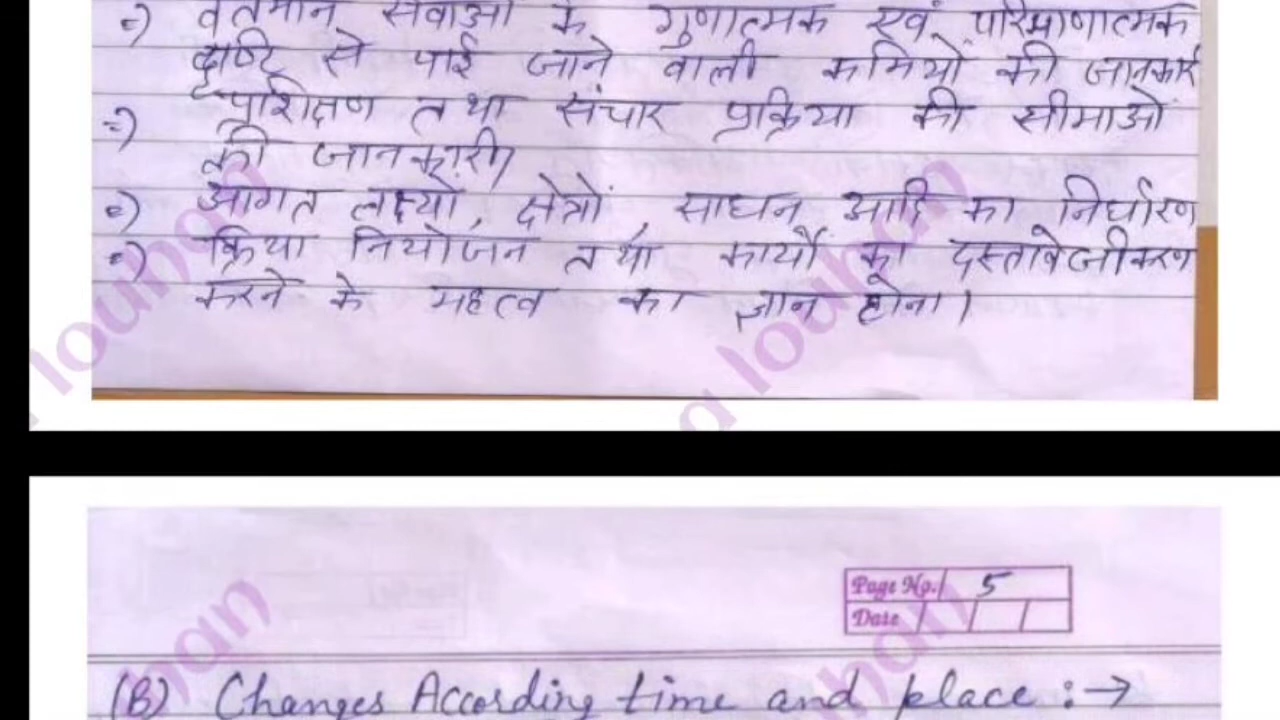 =) वर्तमान सेवाओं के गुणात्मक एवं परिमाणात्मक
दृष्टि से पाई जाने वाली कमियों की जानकारी
=) प्रशिक्षण तथा संचार प्रक्रिया की सीमाओं
की जानकारी।
=) आगत लक्ष्यों, क्षेत्रों, साधन आदि का निर्धारण
=) क्रिया नियोजन तथा कार्यों का दस्तावेजीकरण
करने के महत्व का ज्ञान होना।
Page No. 5
Date
(B) Changes According time and place :→